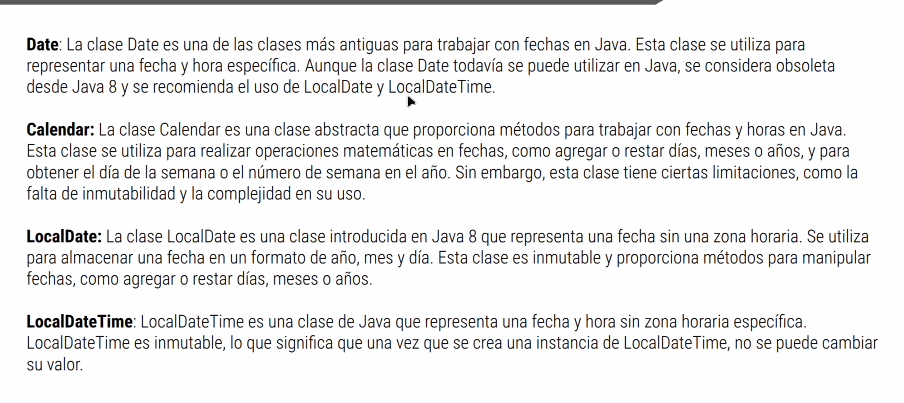 Date: La clase Date es una de las clases más antiguas para trabajar con fechas en Java. Esta clase se utiliza para
representar una fecha y hora específica. Aunque la clase Date todavía se puede utilizar en Java, se considera obsoleta
desde Java 8 y se recomienda el uso de LocalDate y LocalDateTime.
Calendar: La clase Calendar es una clase abstracta que proporciona métodos para trabajar con fechas y horas en Java.
Esta clase se utiliza para realizar operaciones matemáticas en fechas, como agregar o restar días, meses o años, y para
obtener el día de la semana o el número de semana en el año. Sin embargo, esta clase tiene ciertas limitaciones, como la
falta de inmutabilidad y la complejidad en su uso.
LocalDate: La clase LocalDate es una clase introducida en Java 8 que representa una fecha sin una zona horaria. Se utiliza
para almacenar una fecha en un formato de año, mes y día. Esta clase es inmutable y proporciona métodos para manipular
fechas, como agregar o restar días, meses o años.
LocalDateTime: LocalDateTime es una clase de Java que representa una fecha y hora sin zona horaria específica.
LocalDateTime es inmutable, lo que significa que una vez que se crea una instancia de LocalDateTime, no se puede cambiar
su valor.